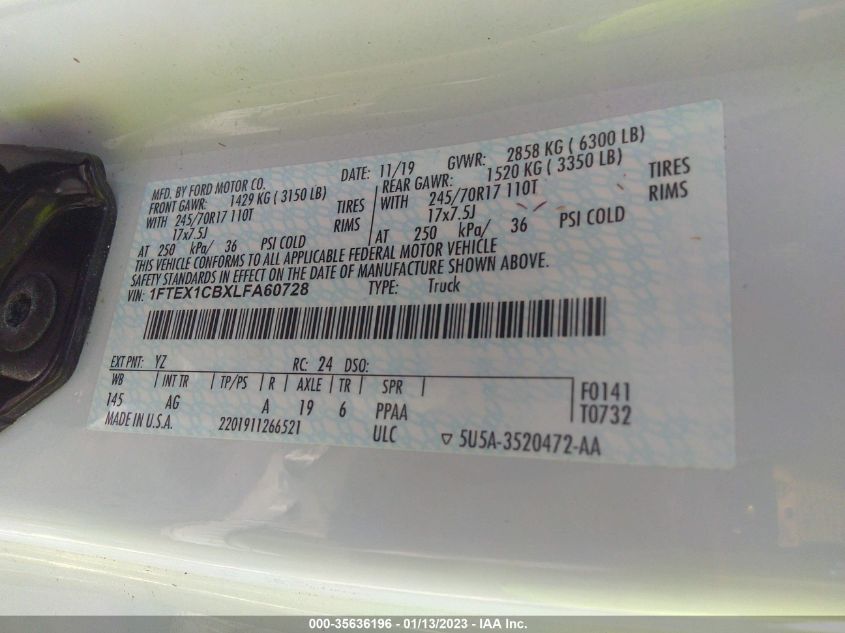 MFD. BY FORD MOTOR CO. DATE: 11/19 GVWR: 2858 KG ( 6300 LB)
FRONT GAWR: 1429 KG ( 3150 LB) REAR GAWR: 1520 KG ( 3350 LB)
WITH 245/70R17 110T TIRES WITH 245/70R17 110T TIRES
17x7.5J RIMS 17x7.5J RIMS
AT 250 kPa/ 36 PSI COLD AT 250 kPa/ 36 PSI COLD
THIS VEHICLE CONFORMS TO ALL APPLICABLE FEDERAL MOTOR VEHICLE
SAFETY STANDARDS IN EFFECT ON THE DATE OF MANUFACTURE SHOWN ABOVE.
VIN: 1FTEX1CBXLFA60728 TYPE: Truck
EXT PNT: YZ RC: 24 DSO:
WB INT TR TP/PS R AXLE TR SPR F0141
145 AG A 19 6 PPAA T0732
MADE IN U.S.A. 2201911266521 ULC ▽ 5U5A-3520472-AA
000-35636196 - 01/13/2023 - IAA Inc.